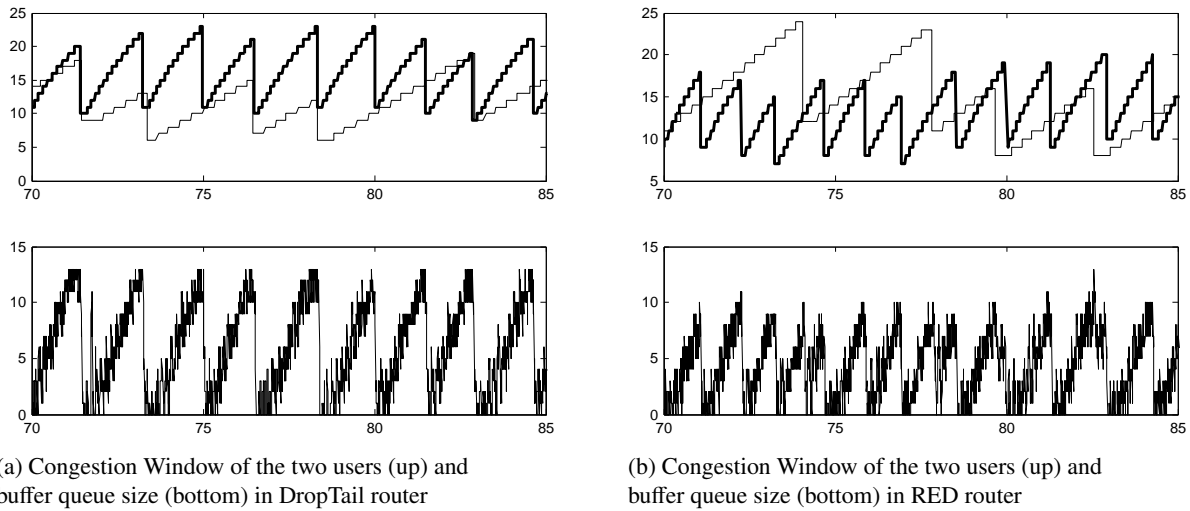 25
20
15
10
5
0
70 75 80 85
15
10
5
0
70 75 80 85
(a) Congestion Window of the two users (up) and
buffer queue size (bottom) in DropTail router
25
20
15
10
5
70 75 80 85
15
10
5
0
70 75 80 85
(b) Congestion Window of the two users (up) and
buffer queue size (bottom) in RED router